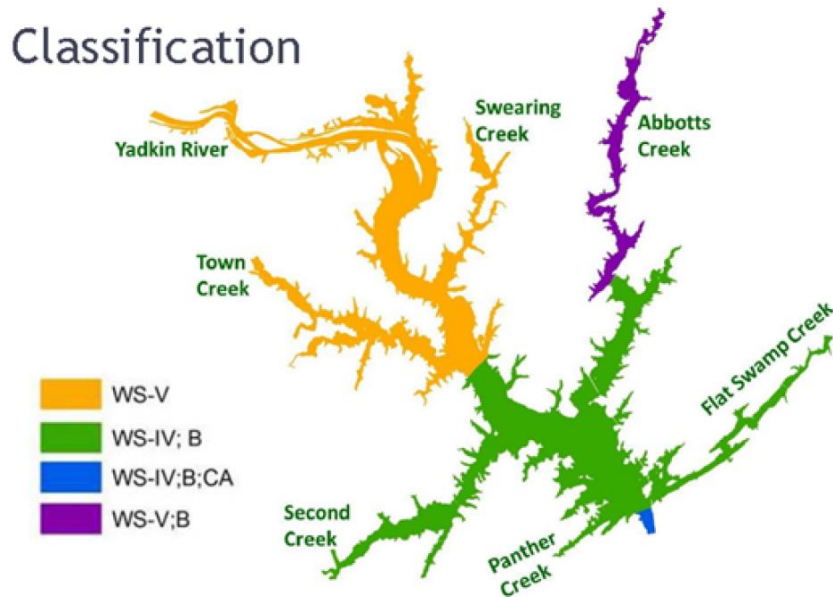 Classification
Yadkin River
Swearing
Creek
Abbotts
Creek
Town
Creek
Flat Swamp Creek
WS-V
WS-IV; B
WS-IV;B;CA
WS-V;B
Second
Creek
Panther
Creek